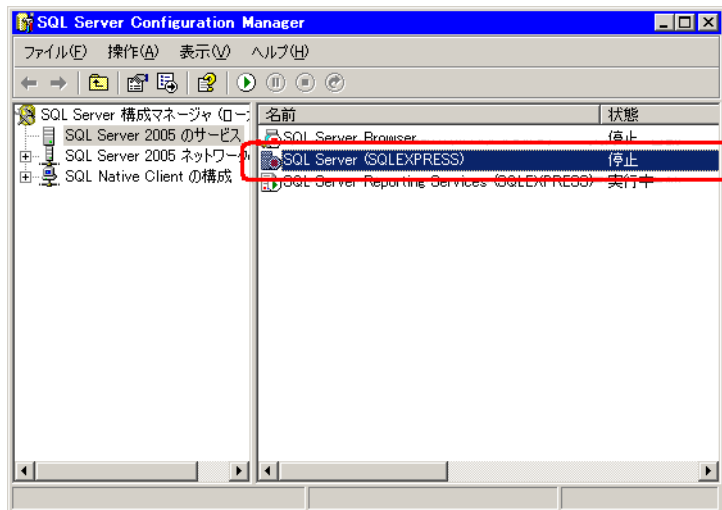 SQL Server Configuration Manager
ファイル(F) 操作(A) 表示(V) ヘルプ(H)
SQL Server 構成マネージャ (ロー
SQL Server 2005 のサービス
SQL Server 2005 ネットワーク
SQL Native Client の構成
名前 状態
SQL Server Browser 停止
SQL Server (SQLEXPRESS) 停止
SQL Server Reporting Services (SQLEXPRESS) 実行中